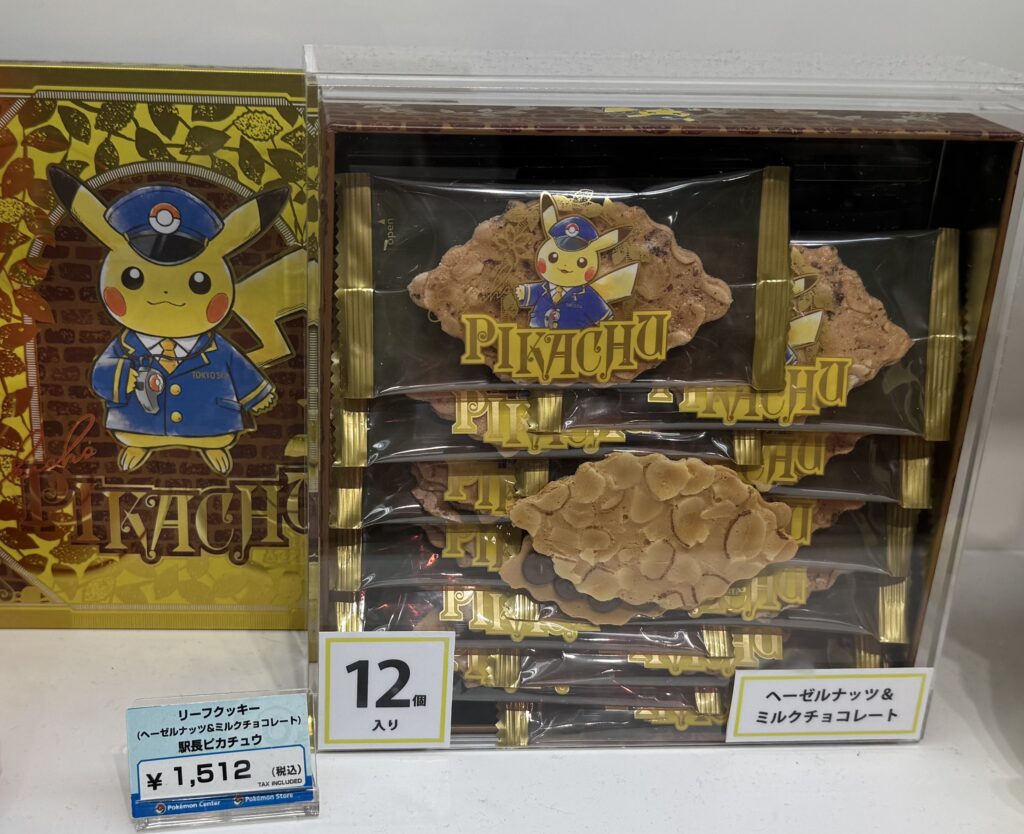 TOKYO STA
PIKACHU
open
PIKACHU
PIKACHU
12個
入り
ヘーゼルナッツ＆
ミルクチョコレート
リーフクッキー
(ヘーゼルナッツ&ミルクチョコレート)
駅長ピカチュウ
¥ 1,512 (税込)
TAX INCLUDED
Pokémon Center Pokémon Store